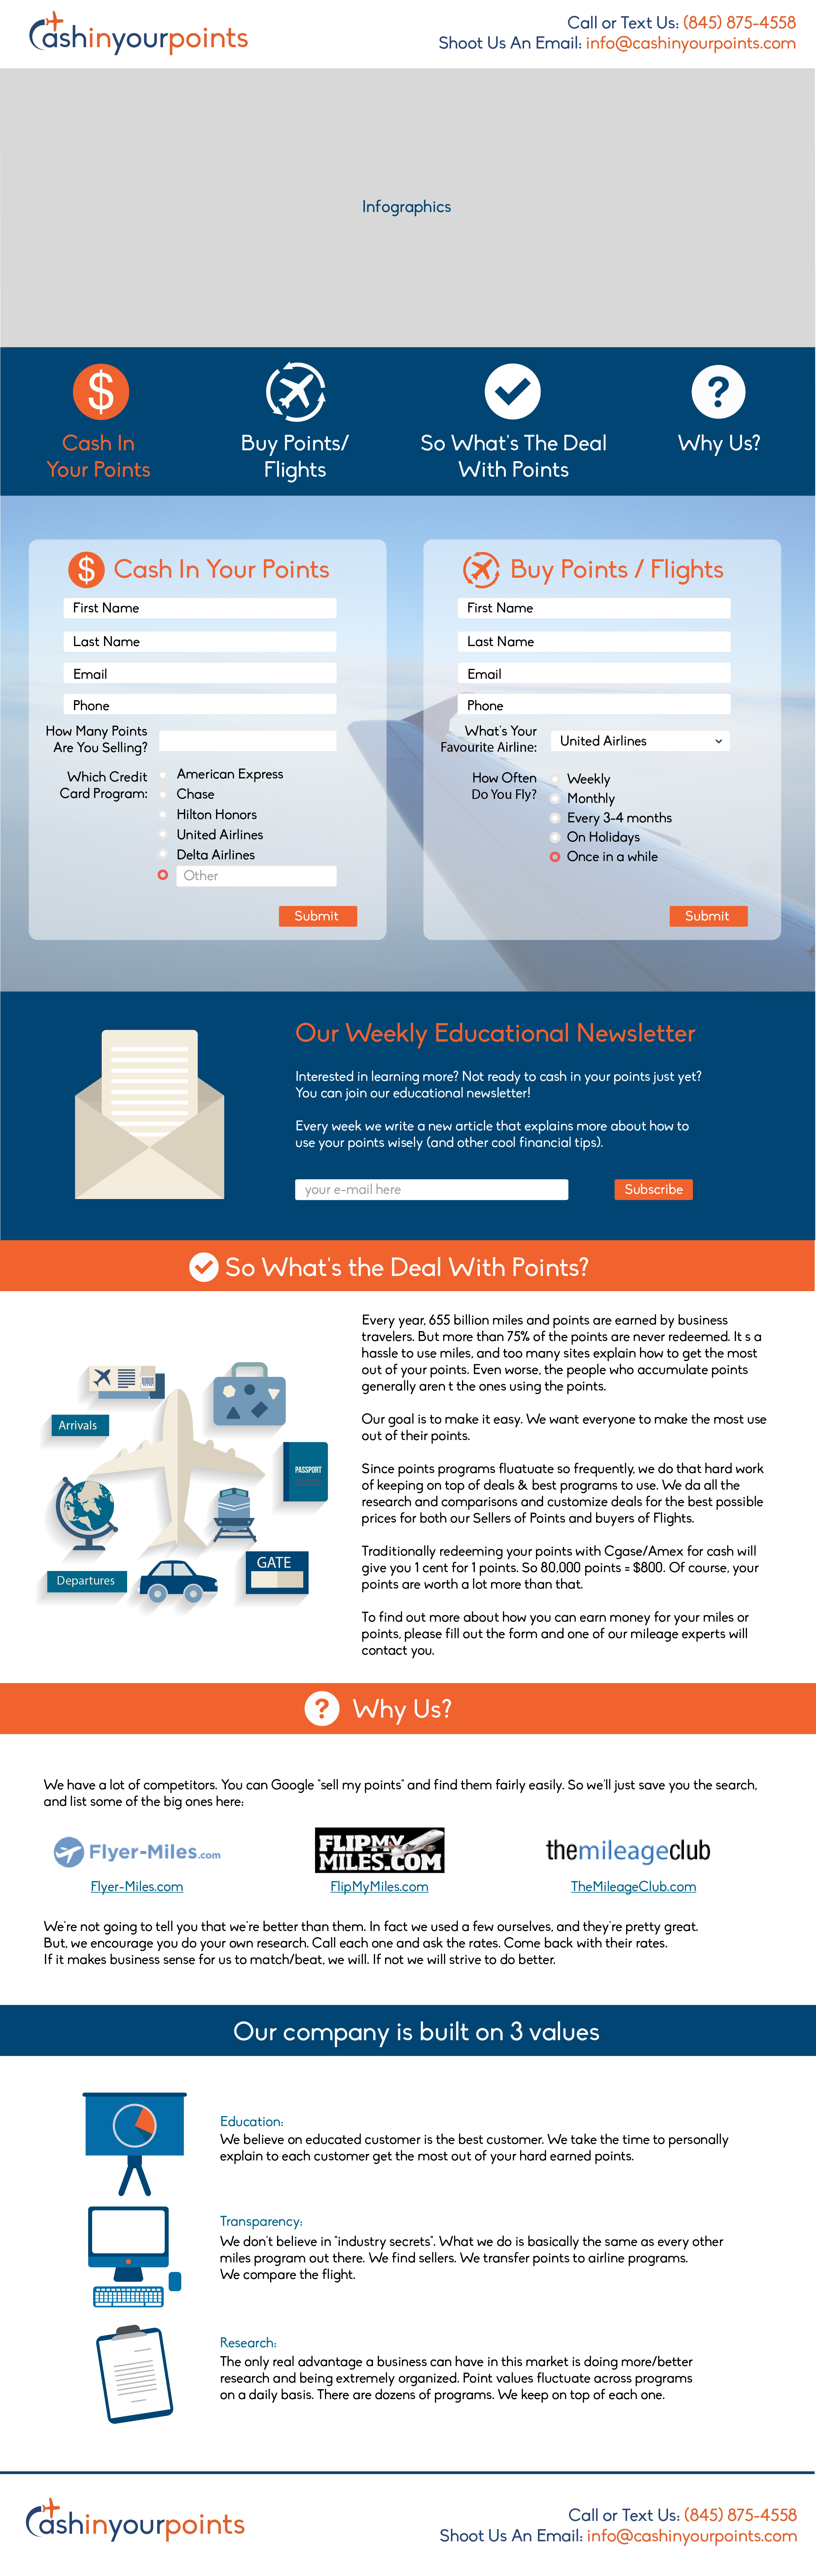 Cashinyourpoints
Call or Text Us: (845) 875-4558
Shoot Us An Email: info@cashinyourpoints.com
Infographics
$
Cash In
Your Points
Buy Points/
Flights
So What's The Deal
With Points
?
Why Us?
$ Cash In Your Points
First Name
Last Name
Email
Phone
How Many Points
Are You Selling?
Which Credit
Card Program:
American Express
Chase
Hilton Honors
United Airlines
Delta Airlines
Other
Submit
Buy Points / Flights
First Name
Last Name
Email
Phone
What's Your
Favourite Airline:
United Airlines
How Often
Do You Fly?
Weekly
Monthly
Every 3-4 months
On Holidays
Once in a while
Submit
Our Weekly Educational Newsletter
Interested in learning more? Not ready to cash in your points just yet?
You can join our educational newsletter!
Every week we write a new article that explains more about how to
use your points wisely (and other cool financial tips).
your e-mail here
Subscribe
So What's the Deal With Points?
Arrivals
PASSPORT
GATE
Departures
Every year, 655 billion miles and points are earned by business
travelers. But more than 75% of the points are never redeemed. It s a
hassle to use miles, and too many sites explain how to get the most
out of your points. Even worse, the people who accumulate points
generally aren t the ones using the points.
Our goal is to make it easy. We want everyone to make the most use
out of their points.
Since points programs fluatuate so frequently, we do that hard work
of keeping on top of deals & best programs to use. We da all the
research and comparisons and customize deals for the best possible
prices for both our Sellers of Points and buyers of Flights.
Traditionally redeeming your points with Cgase/Amex for cash will
give you 1 cent for 1 points. So 80,000 points = $800. Of course, your
points are worth a lot more than that.
To find out more about how you can earn money for your miles or
points, please fill out the form and one of our mileage experts will
contact you.
? Why Us?
We have a lot of competitors. You can Google "sell my points" and find them fairly easily. So we'll just save you the search,
and list some of the big ones here:
Flyer-Miles.com
FLIPMY
MILES.COM
themileageclub
Flyer-Miles.com
FlipMyMiles.com
TheMileageClub.com
We're not going to tell you that we're better than them. In fact we used a few ourselves, and they're pretty great.
But, we encourage you do your own research. Call each one and ask the rates. Come back with their rates.
If it makes business sense for us to match/beat, we will. If not we will strive to do better.
Our company is built on 3 values
Education:
We believe on educated customer is the best customer. We take the time to personally
explain to each customer get the most out of your hard earned points.
Transparency:
We don't believe in "industry secrets". What we do is basically the same as every other
miles program out there. We find sellers. We transfer points to airline programs.
We compare the flight.
Research:
The only real advantage a business can have in this market is doing more/better
research and being extremely organized. Point values fluctuate across programs
on a daily basis. There are dozens of programs. We keep on top of each one.
Cashinyourpoints
Call or Text Us: (845) 875-4558
Shoot Us An Email: info@cashinyourpoints.com